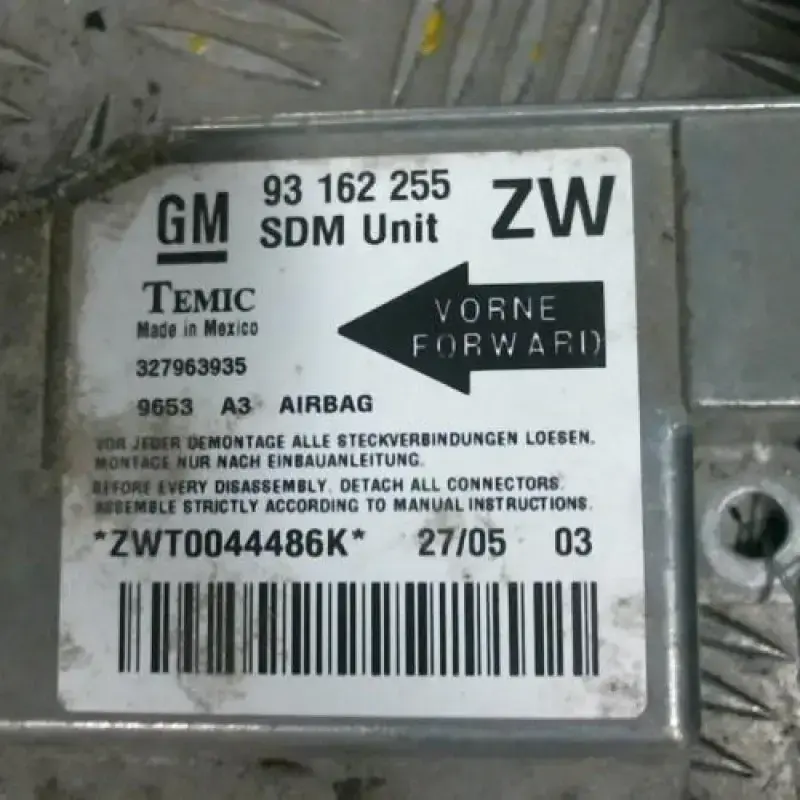 GM 93 162 255 ZW
SDM Unit
TEMIC
Made in Mexico
VORNE
FORWARD
327963935
9653 A3 AIRBAG
VOR JEDER DEMONTAGE ALLE STECKVERBINDUNGEN LOESEN.
MONTAGE NUR NACH EINBAUANLEITUNG.
BEFORE EVERY DISASSEMBLY, DETACH ALL CONNECTORS.
ASSEMBLE STRICTLY ACCORDING TO MANUAL INSTRUCTIONS.
*ZWT0044486K* 27/05 03